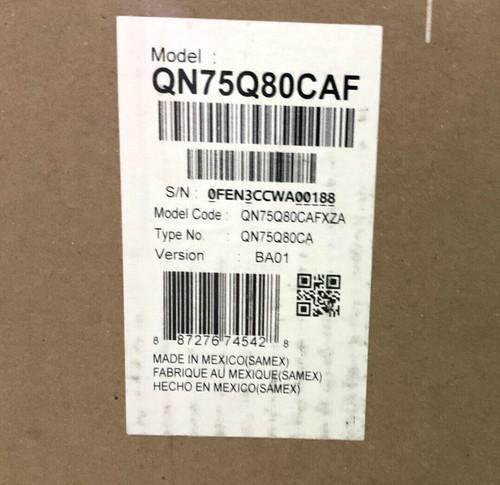 Model :
QN75Q80CAF
S/N : 0FEN3CCWA00188
Model Code : QN75Q80CAFXZA
Type No. : QN75Q80CA
Version : BA01
8 87276 74542 8
MADE IN MEXICO(SAMEX)
FABRIQUE AU MEXIQUE(SAMEX)
HECHO EN MEXICO(SAMEX)